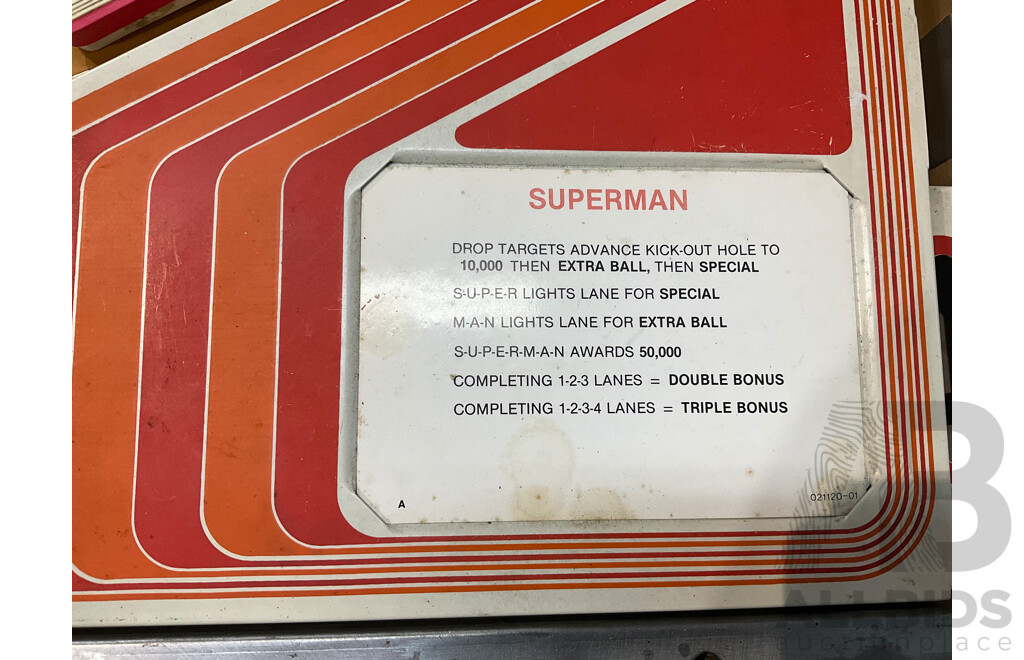 SUPERMAN
DROP TARGETS ADVANCE KICK-OUT HOLE TO
10,000 THEN EXTRA BALL, THEN SPECIAL
S-U-P-E-R LIGHTS LANE FOR SPECIAL
M-A-N LIGHTS LANE FOR EXTRA BALL
S-U-P-E-R-M-A-N AWARDS 50,000
COMPLETING 1-2-3 LANES = DOUBLE BONUS
COMPLETING 1-2-3-4 LANES = TRIPLE BONUS
A
021120-01
B
ALLBIDS
auctionplace